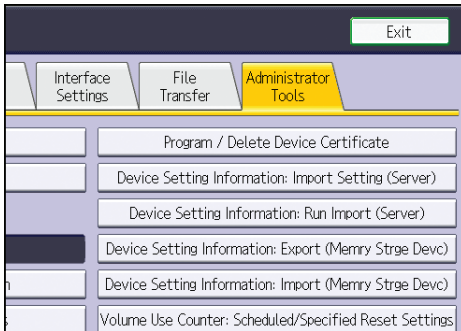 Exit
Interface
Settings
File
Transfer
Administrator
Tools
Program / Delete Device Certificate
Device Setting Information: Import Setting (Server)
Device Setting Information: Run Import (Server)
Device Setting Information: Export (Memry Strge Devc)
Device Setting Information: Import (Memry Strge Devc)
Volume Use Counter: Scheduled/Specified Reset Settings